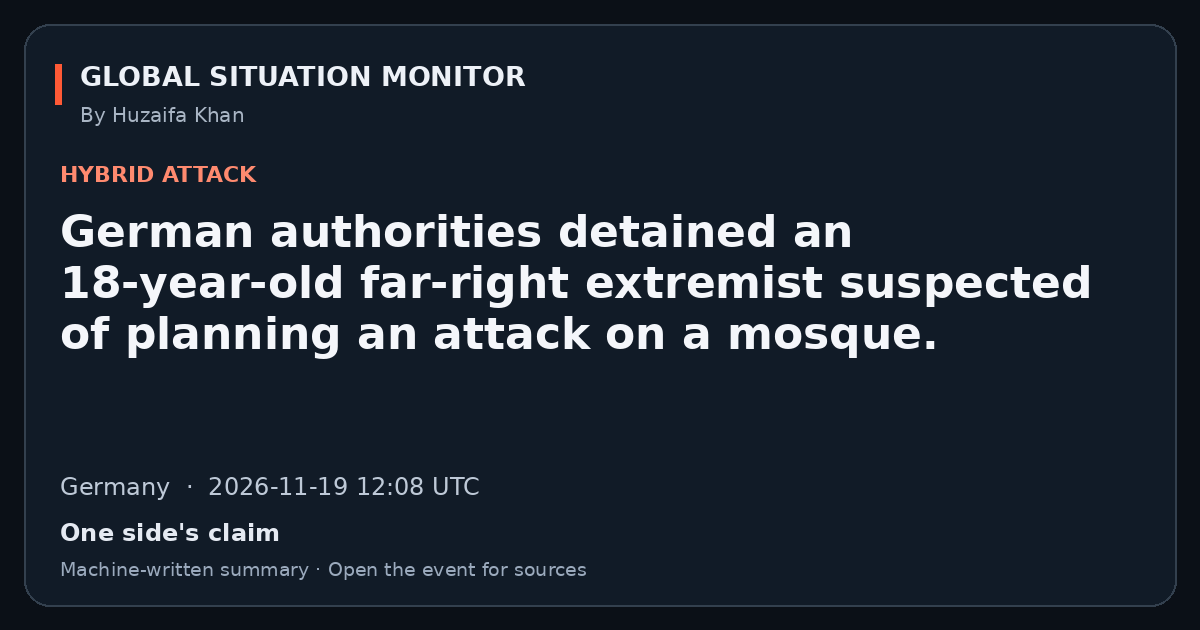 GLOBAL SITUATION MONITOR
By Huzaifa Khan
HYBRID ATTACK
German authorities detained an
18-year-old far-right extremist suspected
of planning an attack on a mosque.
Germany · 2026-11-19 12:08 UTC
One side's claim
Machine-written summary · Open the event for sources